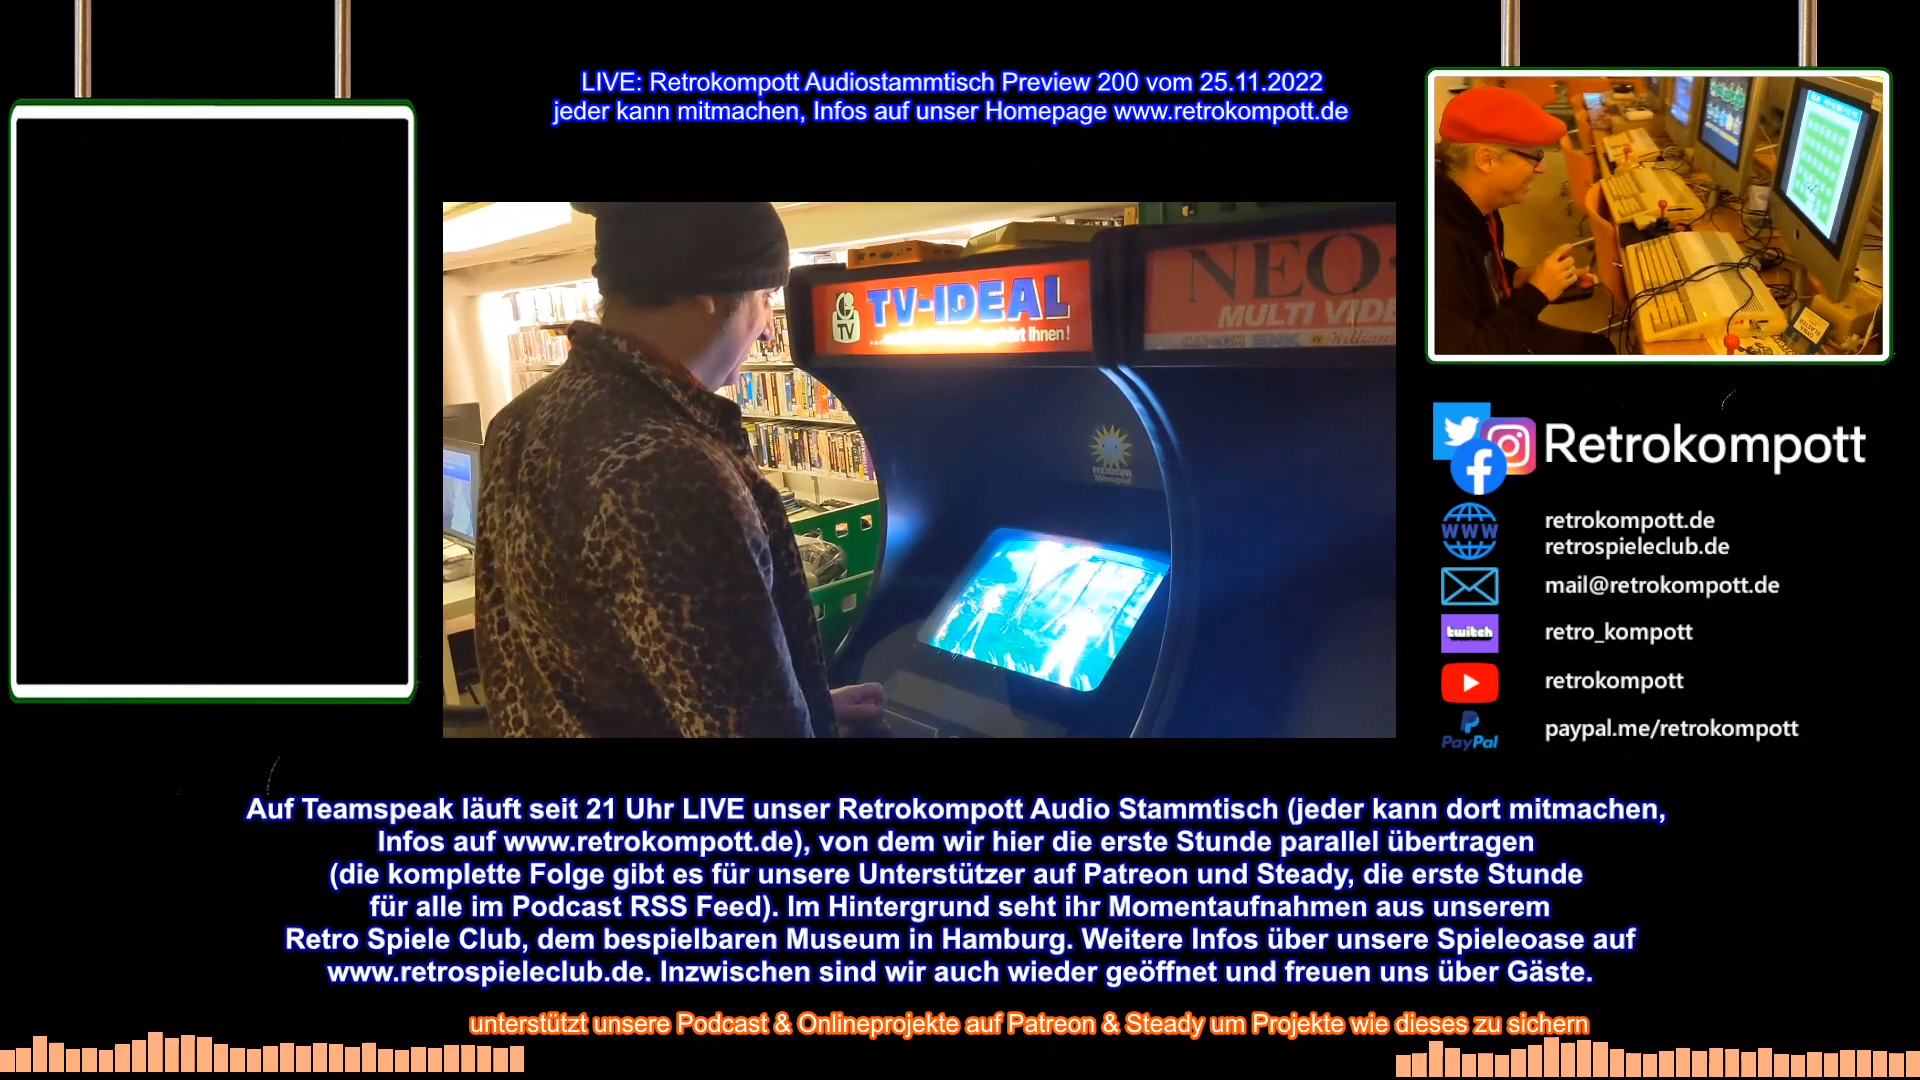 LIVE: Retrokompott Audiostammtisch Preview 200 vom 25.11.2022
jeder kann mitmachen, Infos auf unser Homepage www.retrokompott.de
TV-IDEAL
TV
Ihnen!
NEO
MULTI VIDE
SNK
Williams
Retrokompott
WWW
retrokompott.de
retrospieleclub.de
mail@retrokompott.de
twitch
retro_kompott
retrokompott
PayPal
paypal.me/retrokompott
Auf Teamspeak läuft seit 21 Uhr LIVE unser Retrokompott Audio Stammtisch (jeder kann dort mitmachen,
Infos auf www.retrokompott.de), von dem wir hier die erste Stunde parallel übertragen
(die komplette Folge gibt es für unsere Unterstützer auf Patreon und Steady, die erste Stunde
für alle im Podcast RSS Feed). Im Hintergrund seht ihr Momentaufnahmen aus unserem
Retro Spiele Club, dem bespielbaren Museum in Hamburg. Weitere Infos über unsere Spieleoase auf
www.retrospieleclub.de. Inzwischen sind wir auch wieder geöffnet und freuen uns über Gäste.
unterstützt unsere Podcast & Onlineprojekte auf Patreon & Steady um Projekte wie dieses zu sichern